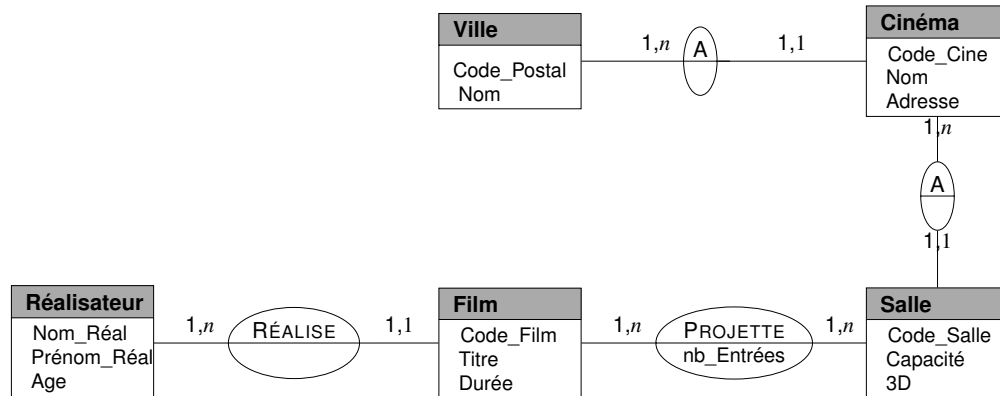 Ville
Code_Postal
Nom
1,n
A
1,1
Cinéma
Code_Cine
Nom
Adresse
1,n
A
1,1
Réalisateur
Nom_Réal
Prénom_Réal
Age
1,n
RÉALISE
1,1
Film
Code_Film
Titre
Durée
1,n
PROJETTE
nb_Entrées
1,n
Salle
Code_Salle
Capacité
3D